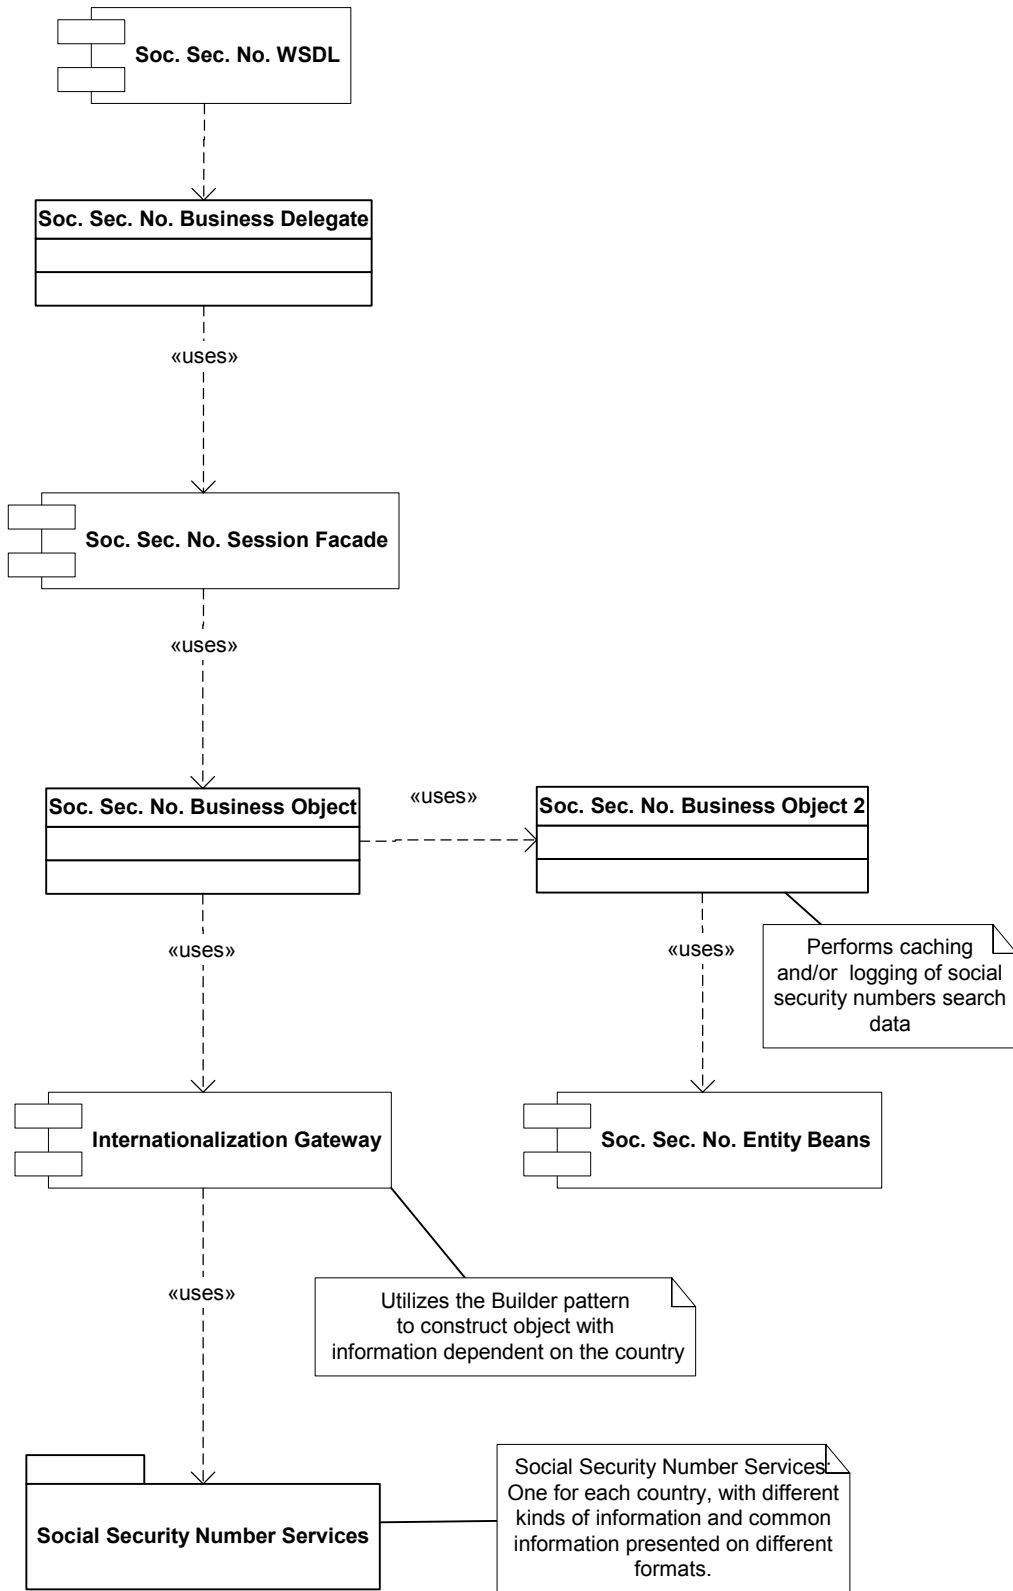 Soc. Sec. No. WSDL
Soc. Sec. No. Business Delegate
«uses»
Soc. Sec. No. Session Facade
«uses»
Soc. Sec. No. Business Object
«uses»
Soc. Sec. No. Business Object 2
«uses»
«uses»
Performs caching
and/or logging of social
security numbers search
data
Internationalization Gateway
Soc. Sec. No. Entity Beans
«uses»
Utilizes the Builder pattern
to construct object with
information dependent on the country
Social Security Number Services
Social Security Number Services:
One for each country, with different
kinds of information and common
information presented on different
formats.